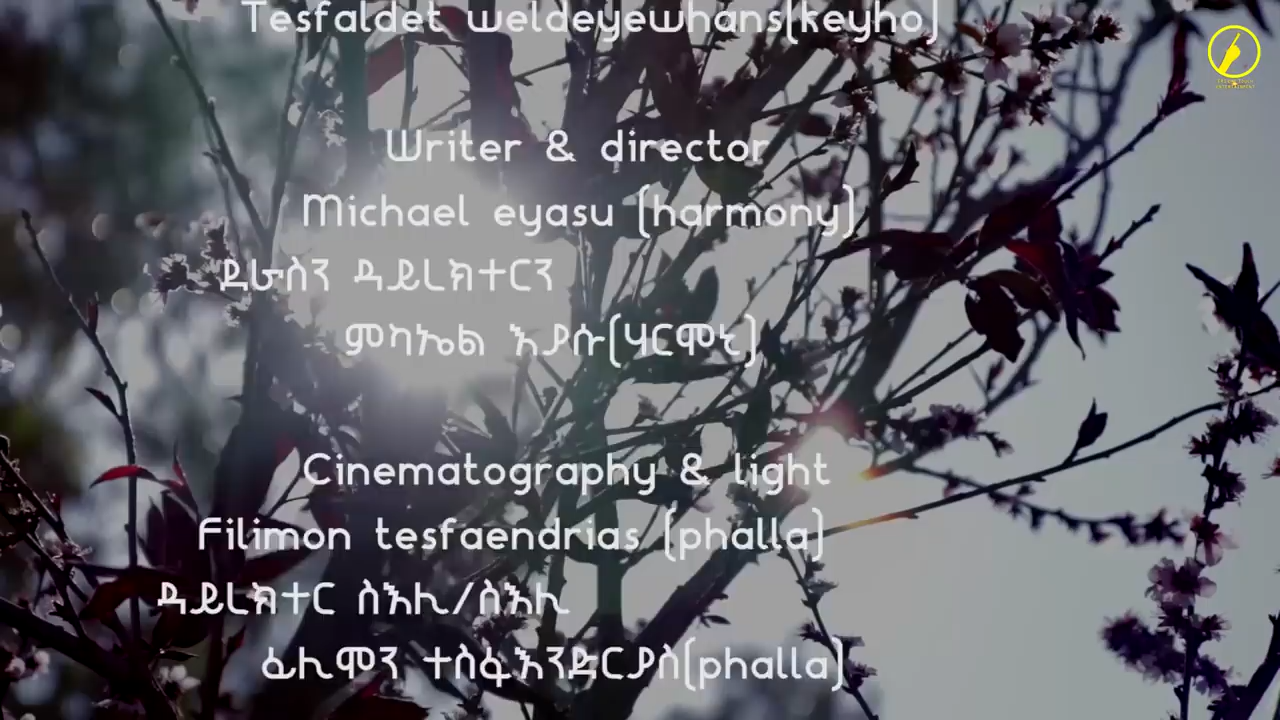 Tesfaldet weldeyewhans(keyho)
Writer & director
Michael eyasu (harmony)
ደራስን ዳይረክተርን
ምካኤል እያሱ(ሃርሞኒ)
Cinematography & light
Filimon tesfaendrias (phalla)
ዳይረክተር ስእሊ/ስእሊ
ፊሊሞን ተስፋእንድርያስ(phalla)